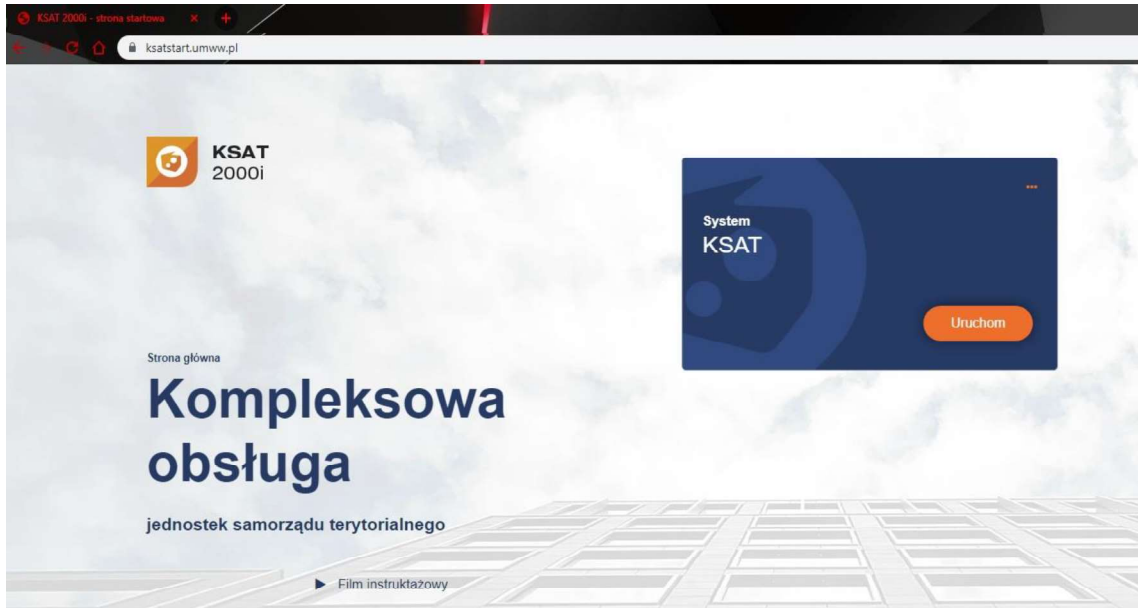 KSAT 2000i - strona startowa
ksatstart.umww.pl
KSAT
2000i
System
KSAT
Uruchom
Strona główna
Kompleksowa
obsługa
jednostek samorządu terytorialnego
Film instruktażowy